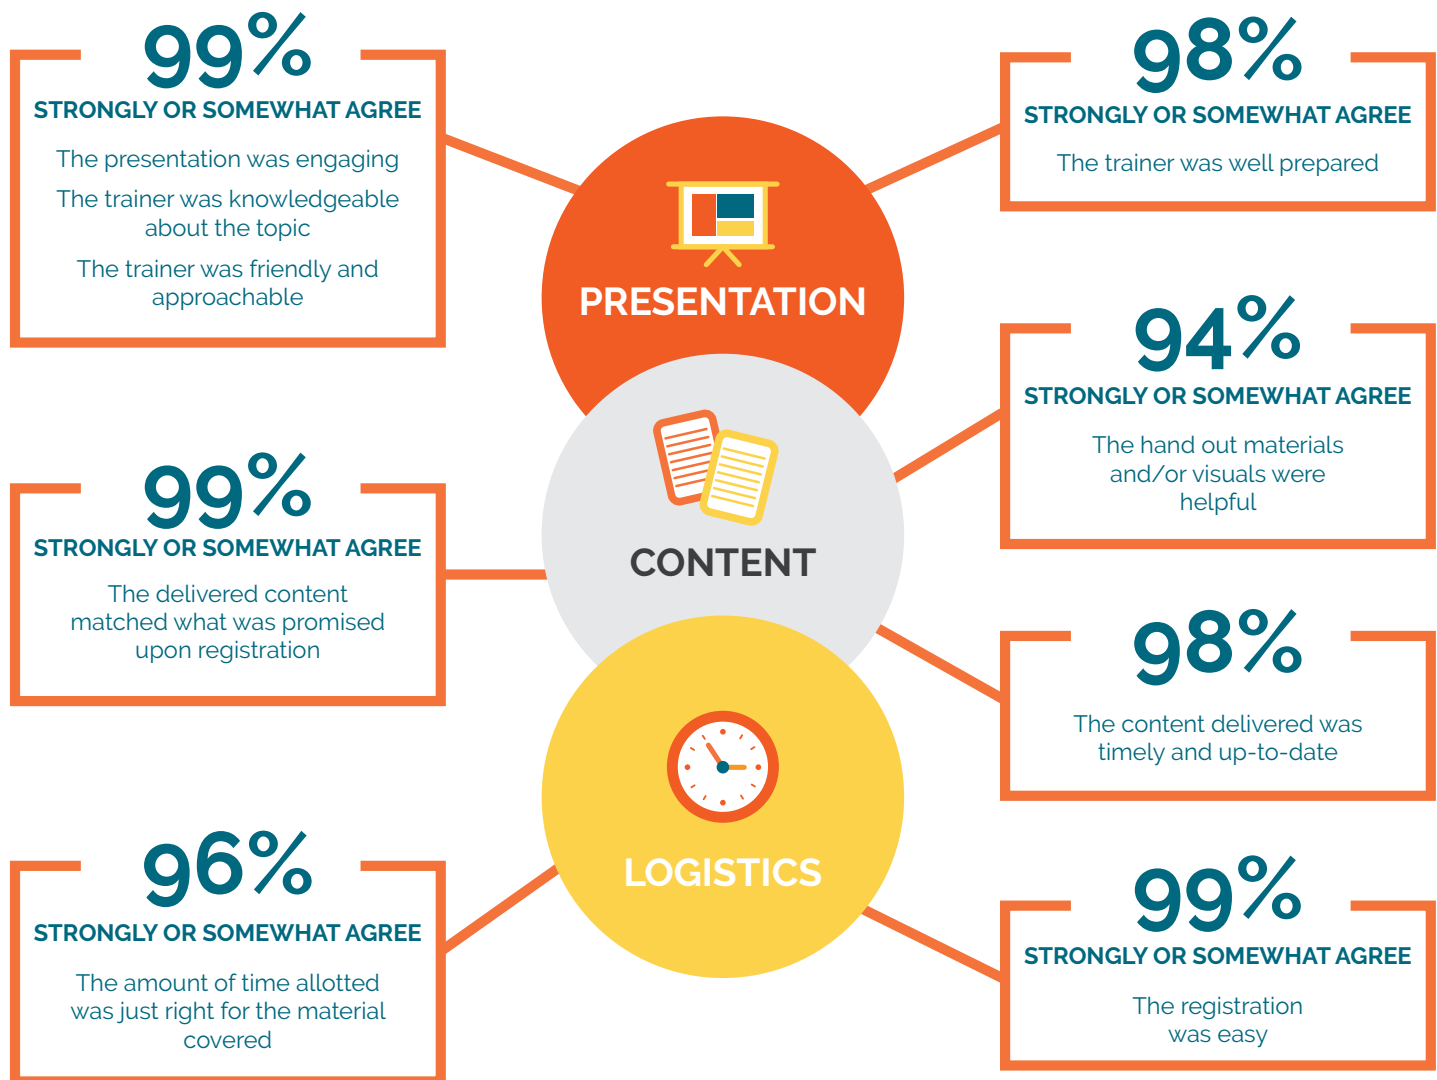 99%
STRONGLY OR SOMEWHAT AGREE
The presentation was engaging
The trainer was knowledgeable
about the topic
The trainer was friendly and
approachable
98%
STRONGLY OR SOMEWHAT AGREE
The trainer was well prepared
PRESENTATION
94%
STRONGLY OR SOMEWHAT AGREE
The hand out materials
and/or visuals were
helpful
99%
STRONGLY OR SOMEWHAT AGREE
The delivered content
matched what was promised
upon registration
CONTENT
98%
The content delivered was
timely and up-to-date
96%
STRONGLY OR SOMEWHAT AGREE
The amount of time allotted
was just right for the material
covered
LOGISTICS
99%
STRONGLY OR SOMEWHAT AGREE
The registration
was easy